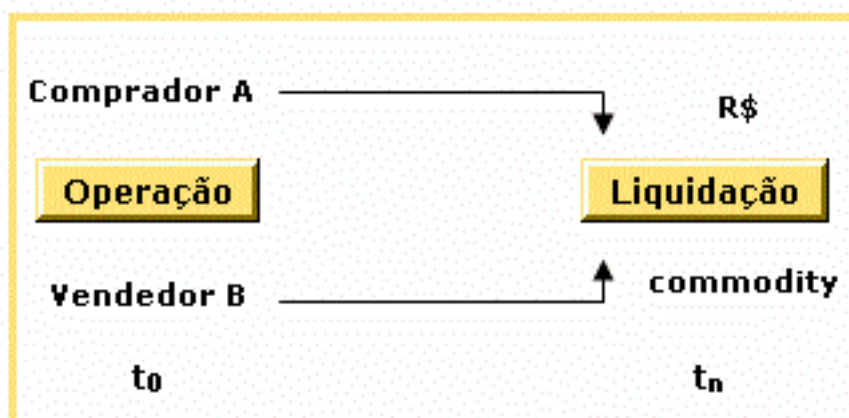 Comprador A
R$
Operação
Liquidação
Vendedor B
commodity
t₀
tₙ